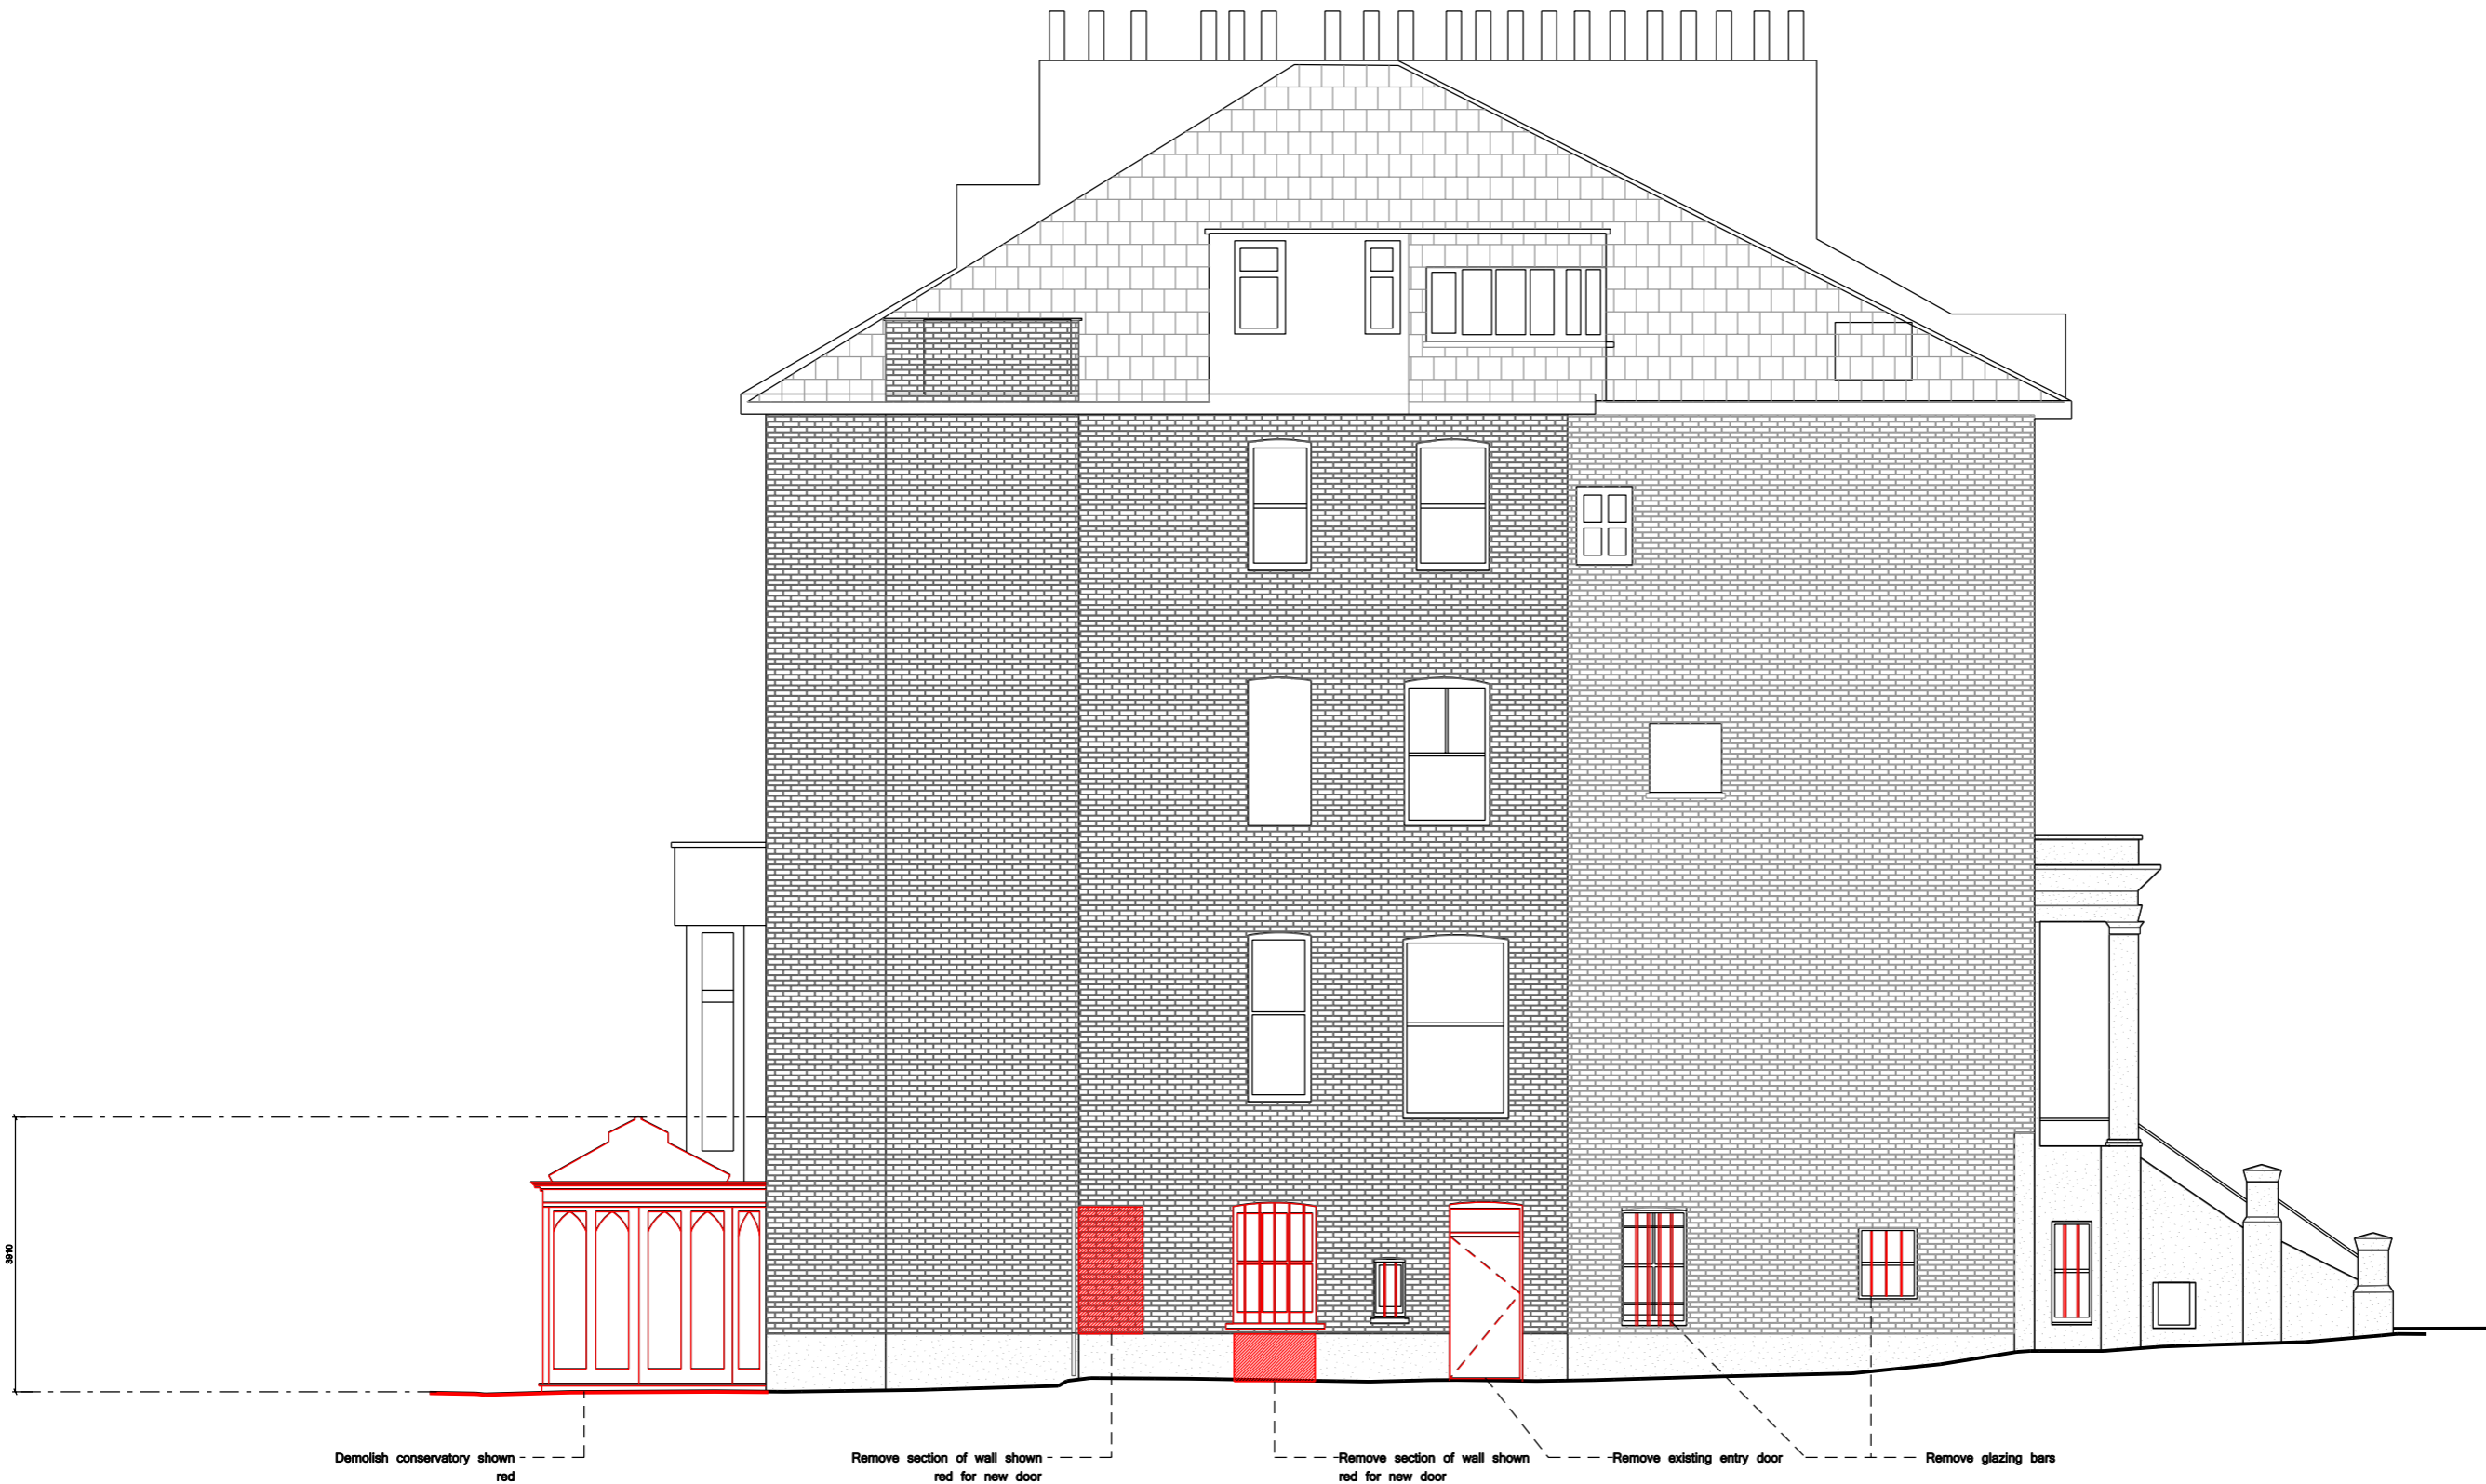 3910
Demolish conservatory shown
red
Remove section of wall shown
red for new door
Remove section of wall shown
red for new door
Remove existing entry door
Remove glazing bars